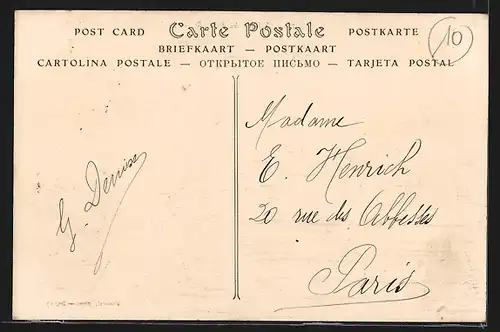 POST CARD Carte Postale POSTKARTE
BRIEFKAART — POSTKAART
CARTOLINA POSTALE — ОТКРЫТОЕ ПИСЬМО — TARJETA POSTAL
10
Madame
E. Henrich
20 rue des Abbesses
Paris
G. Denise